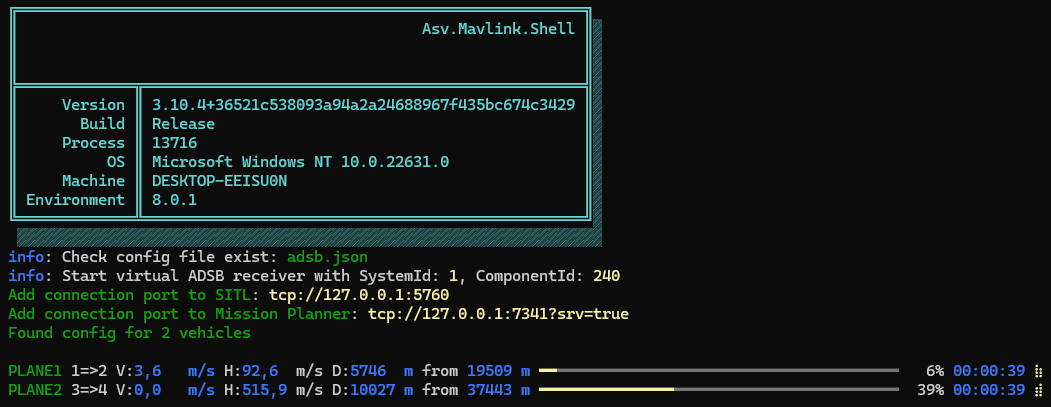 Asv.Mavlink.Shell
Version 3.10.4+36521c538093a94a2a24688967f435bc674c3429
Build Release
Process 13716
OS Microsoft Windows NT 10.0.22631.0
Machine DESKTOP-EEISU0N
Environment 8.0.1
info: Check config file exist: adsb.json
info: Start virtual ADSB receiver with SystemId: 1, ComponentId: 240
Add connection port to SITL: tcp://127.0.0.1:5760
Add connection port to Mission Planner: tcp://127.0.0.1:7341?srv=true
Found config for 2 vehicles
PLANE1 1=>2 V:3,6 m/s H:92,6 m/s D:5746 m from 19509 m 6% 00:00:39
PLANE2 3=>4 V:0,0 m/s H:515,9 m/s D:10027 m from 37443 m 39% 00:00:39